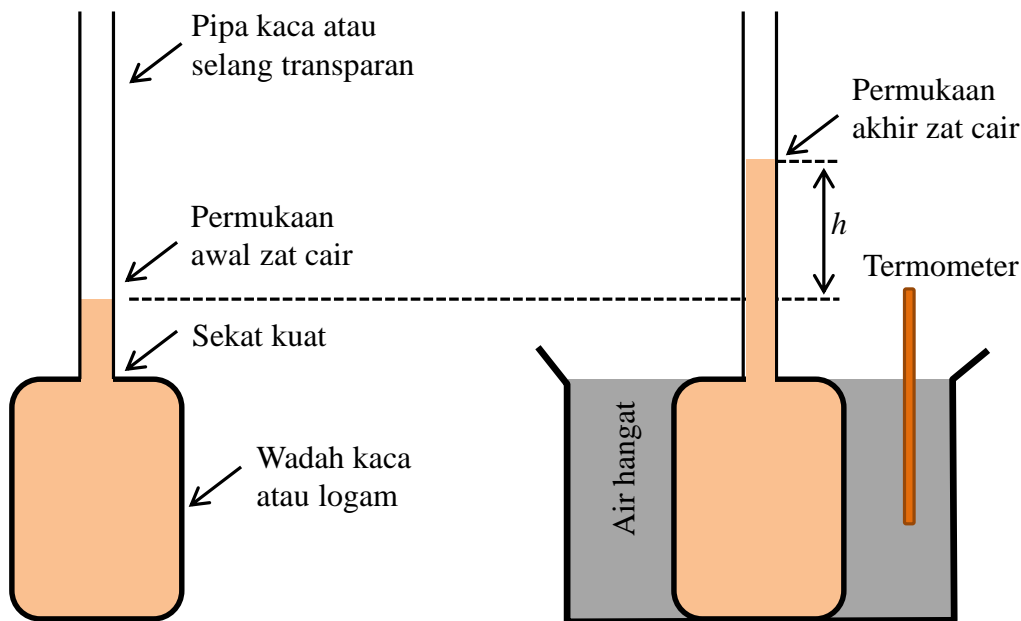 Pipa kaca atau
selang transparan
Permukaan
awal zat cair
Sekat kuat
Wadah kaca
atau logam
Permukaan
akhir zat cair
h
Termometer
Air hangat